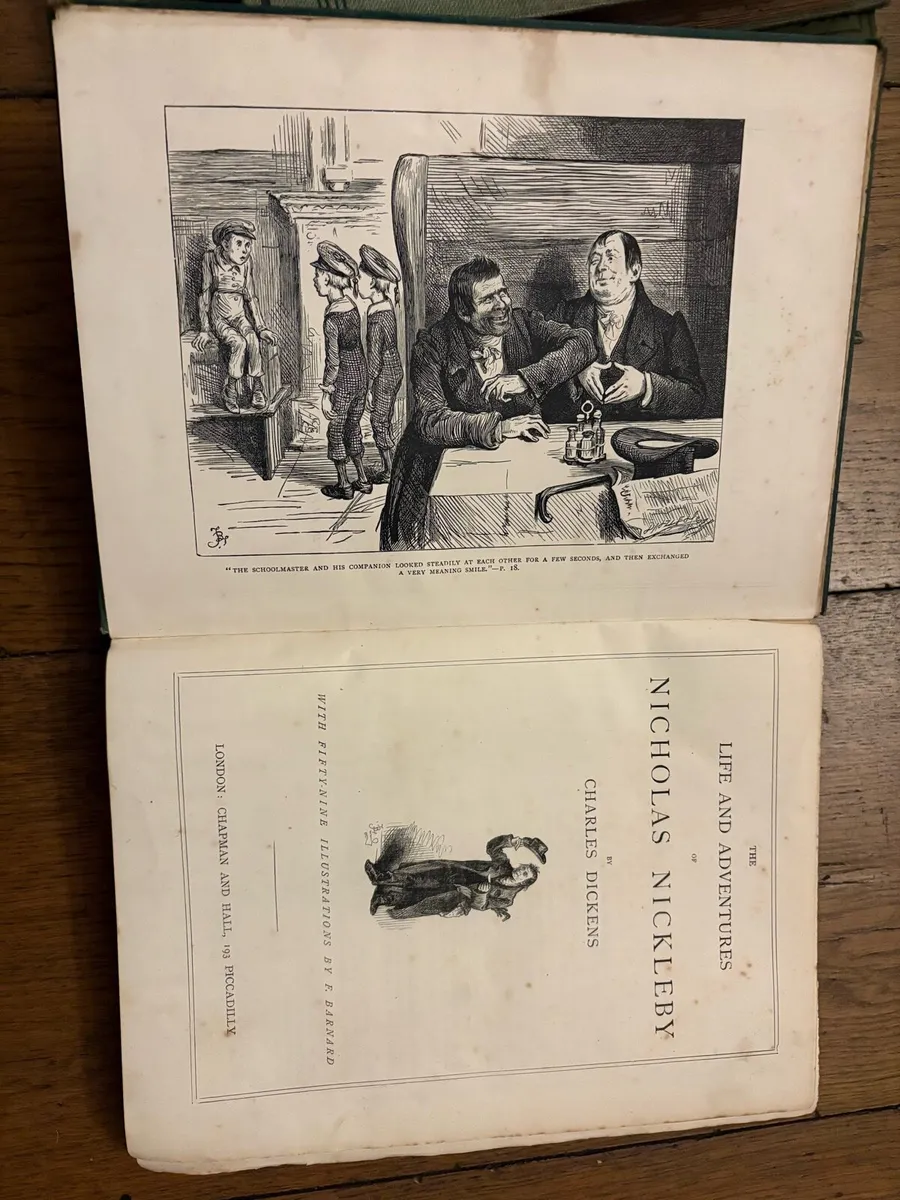 "THE SCHOOLMASTER AND HIS COMPANION LOOKED STEADILY AT EACH OTHER FOR A FEW SECONDS, AND THEN EXCHANGED
A VERY MEANING SMILE."—P. 18.
THE
LIFE AND ADVENTURES
OF
NICHOLAS NICKLEBY
BY
CHARLES DICKENS
WITH FIFTY-NINE ILLUSTRATIONS BY F. BARNARD
LONDON: CHAPMAN AND HALL, 193 PICCADILLY